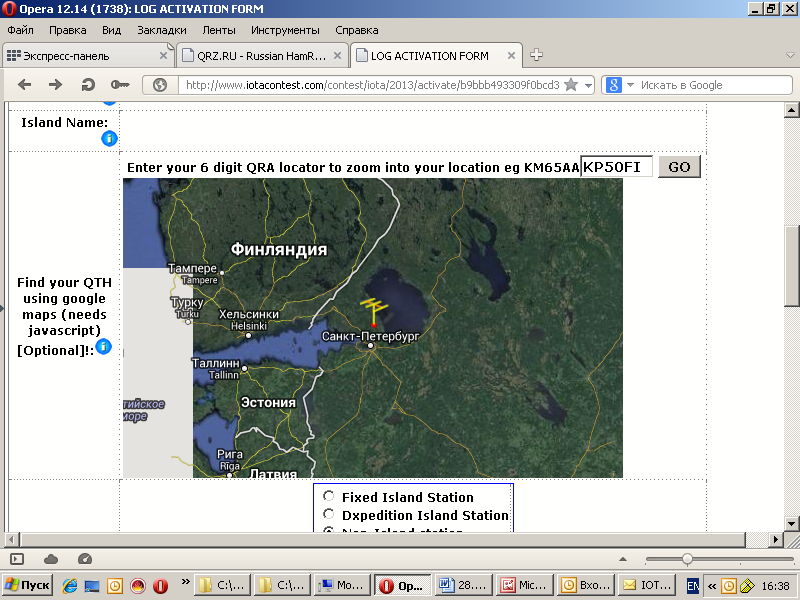 Opera 12.14 (1738): LOG ACTIVATION FORM
Файл Правка Вид Закладки Ленты Инструменты Справка
Экспресс-панель QRZ.RU - Russian HamR... LOG ACTIVATION FORM
http://www.iotacontest.com/contest/iota/2013/activate/b9bbb493309f0bcd3 Искать в Google
Island Name:
Enter your 6 digit QRA locator to zoom into your location eg KM65AA KP50FI GO
Find your QTH
using google
maps (needs
javascript)
[Optional]!:
Финляндия
Тампере
Tampere
Турку
Turku
Хельсинки
Helsinki
Санкт-Петербург
Таллинн
Tallinn
Эстония
тийское
море
Рига
Rīga
Латвия
Fixed Island Station
Dxpedition Island Station
Non Island station
Пуск » C:\... C:\... Mo... Op... 28.... Mic... Вхо... IOT... EN « 16:38